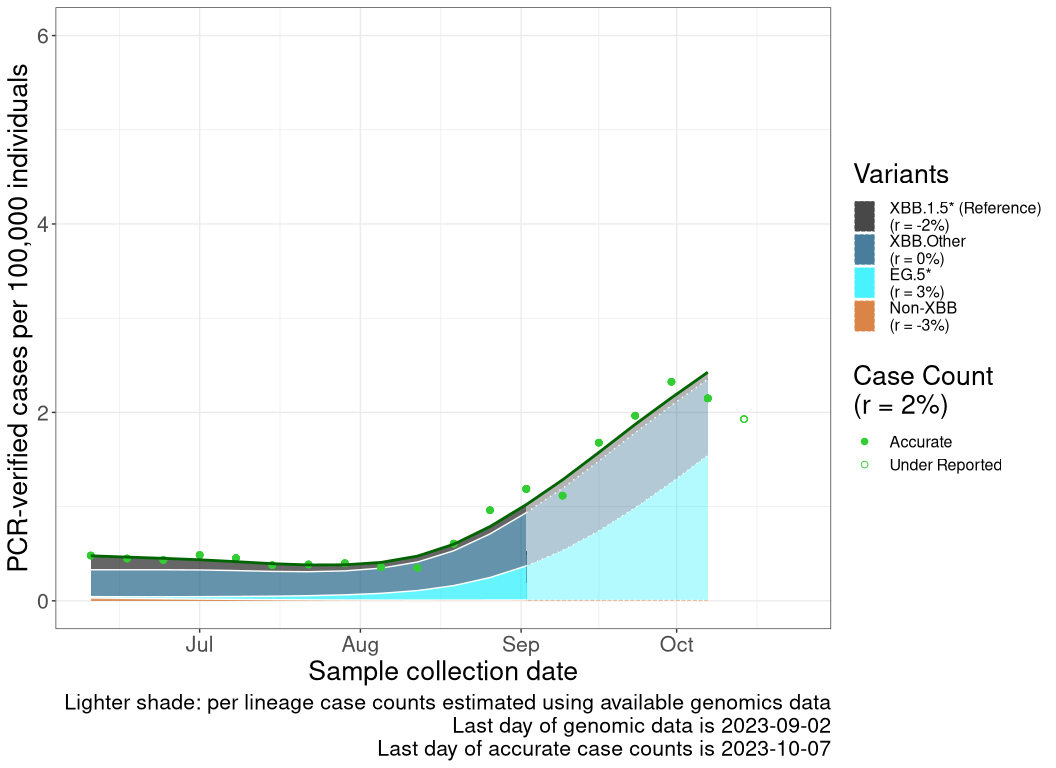 PCR-verified cases per 100,000 individuals
6
4
2
0
Jul Aug Sep Oct
Sample collection date
Lighter shade: per lineage case counts estimated using available genomics data
Last day of genomic data is 2023-09-02
Last day of accurate case counts is 2023-10-07
Variants
XBB.1.5* (Reference)
(r = -2%)
XBB.Other
(r = 0%)
EG.5*
(r = 3%)
Non-XBB
(r = -3%)
Case Count
(r = 2%)
Accurate
Under Reported